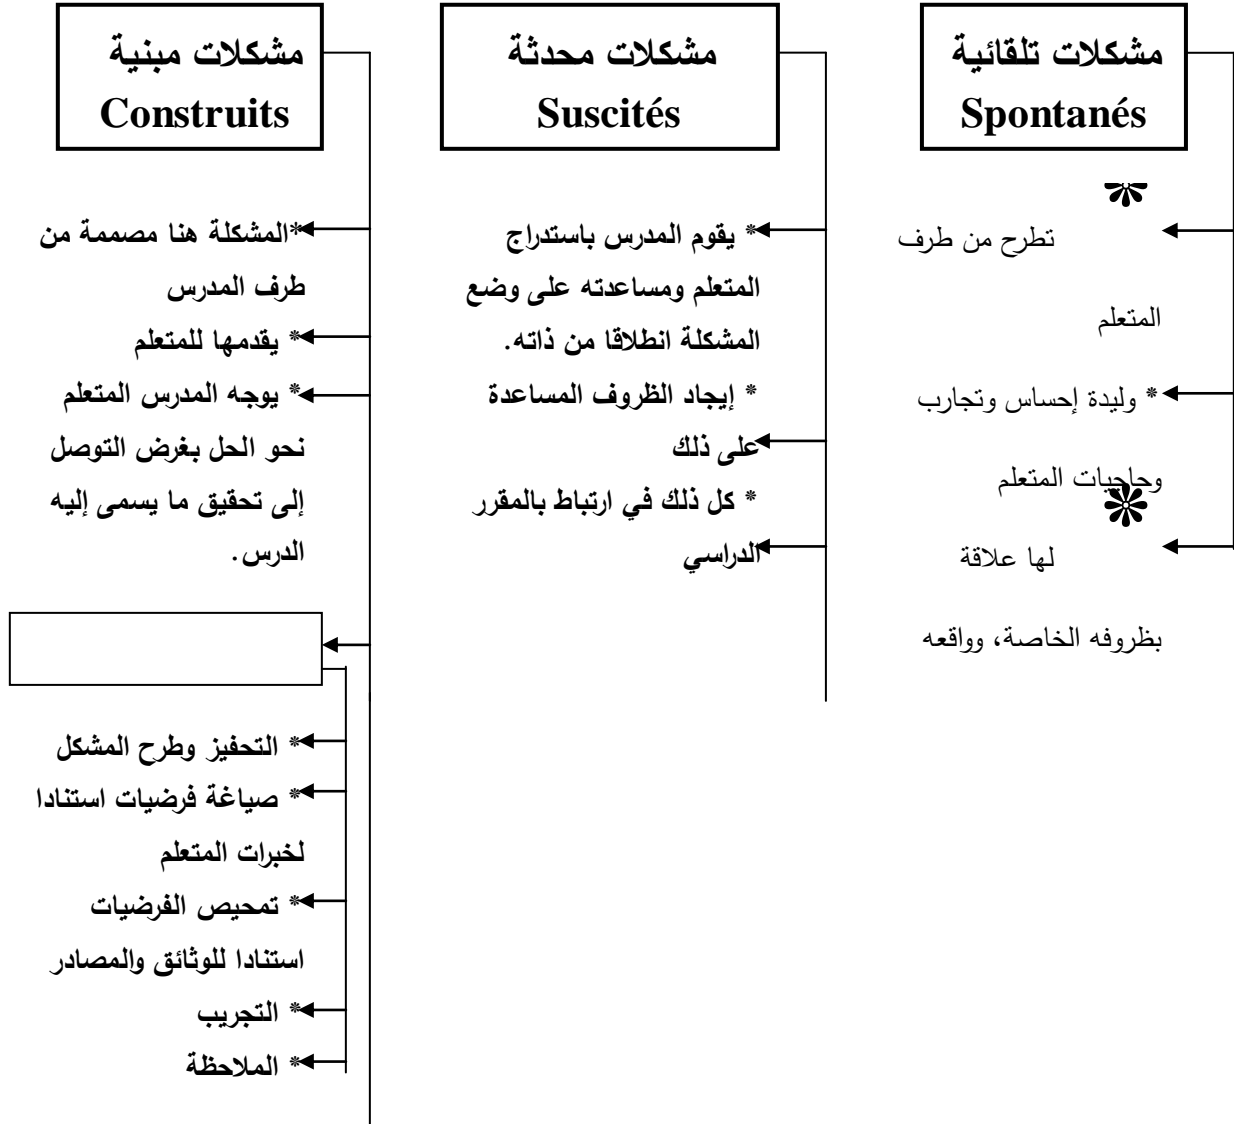 مشكلات تلقائية
Spontanés
* تطرح من طرف
المتعلم
* وليدة إحساس وتجارب
وحاجيات المتعلم
* لها علاقة
بظروفه الخاصة، وواقعه
مشكلات محدثة
Suscités
* يقوم المدرس باستدراج
المتعلم ومساعدته على وضع
المشكلة انطلاقا من ذاته.
* إيجاد الظروف المساعدة
على ذلك
* كل ذلك في ارتباط بالمقرر
الدراسي
مشكلات مبنية
Construits
*المشكلة هنا مصممة من
طرف المدرس
* يقدمها للمتعلم
* يوجه المدرس المتعلم
نحو الحل بغرض التوصل
إلى تحقيق ما يسمى إليه
الدرس.
* التحفيز وطرح المشكل
* صياغة فرضيات استنادا
لخبرات المتعلم
* تمحيص الفرضيات
استنادا للوثائق والمصادر
* التجريب
* الملاحظة